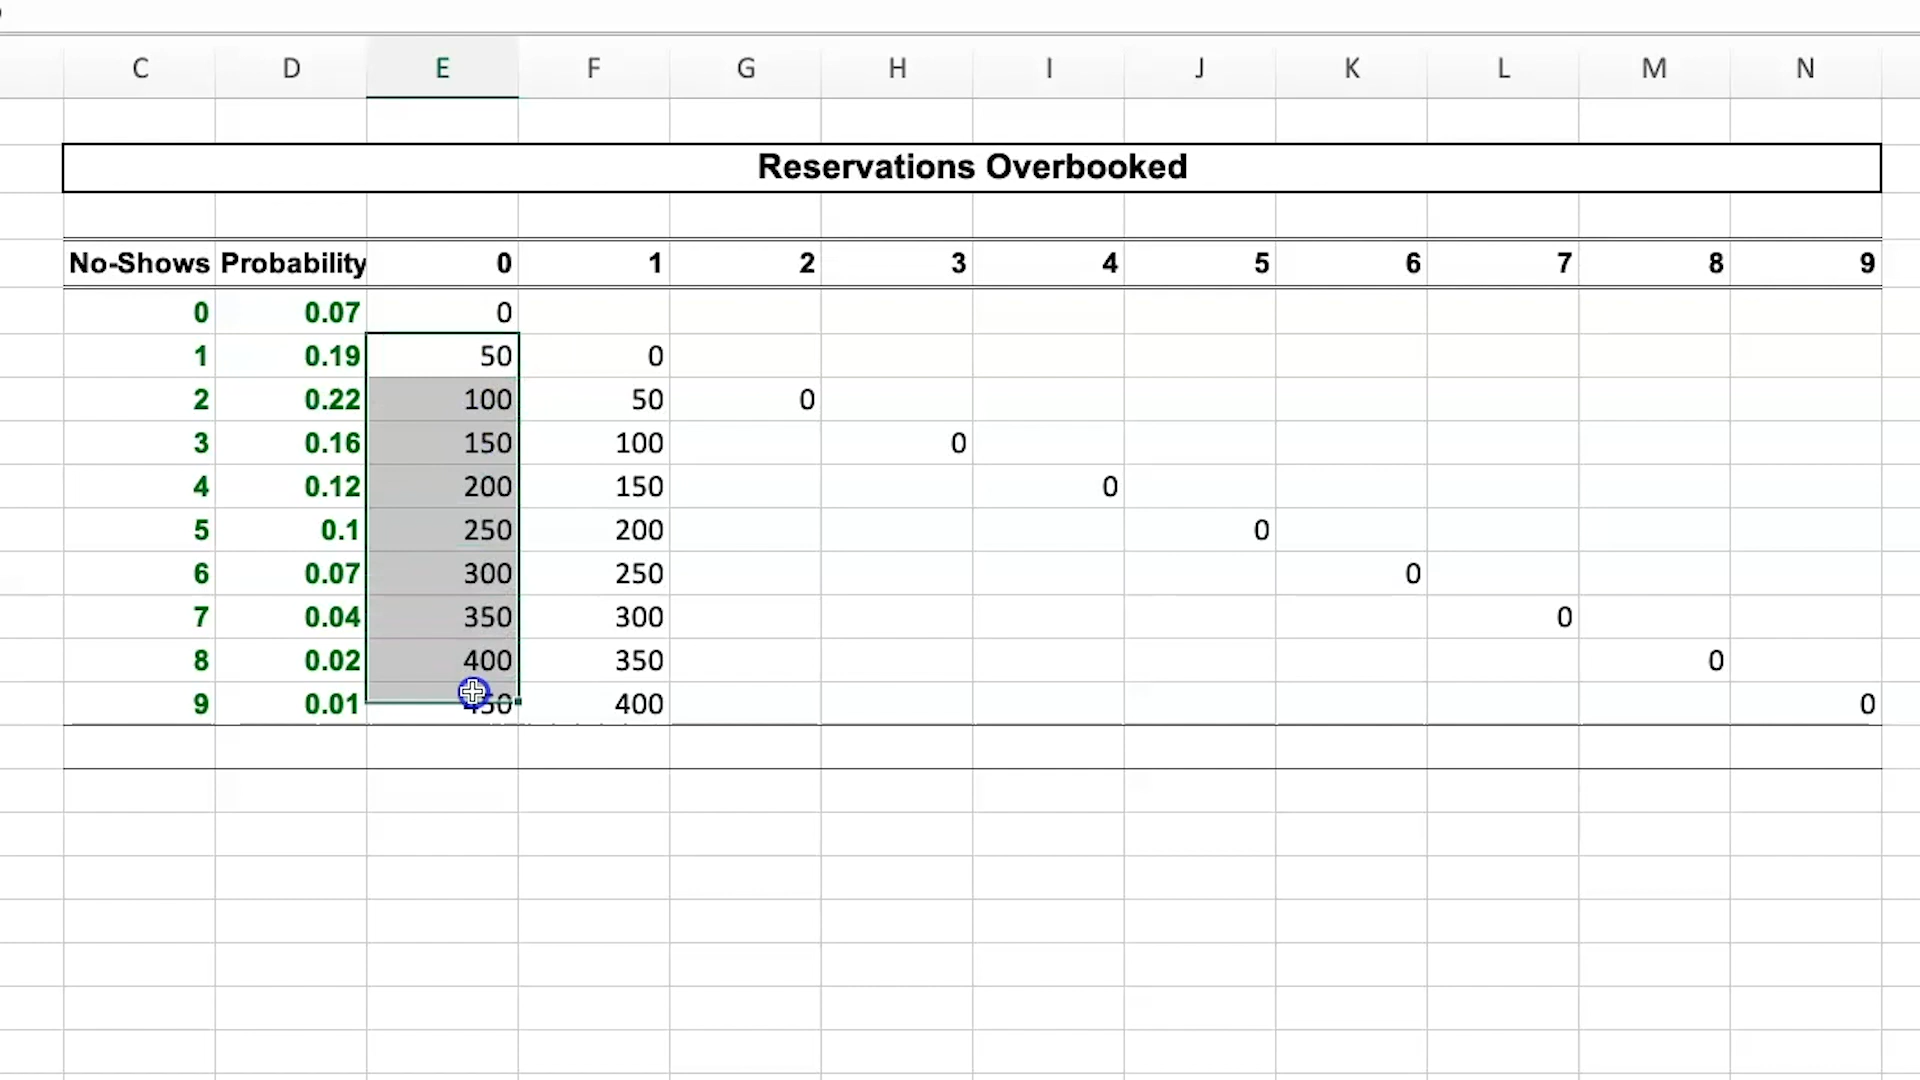 C D E F G H I J K L M N
Reservations Overbooked
No-Shows Probability 0 1 2 3 4 5 6 7 8 9
0 0.07 0
1 0.19 50 0
2 0.22 100 50 0
3 0.16 150 100 0
4 0.12 200 150 0
5 0.1 250 200 0
6 0.07 300 250 0
7 0.04 350 300 0
8 0.02 400 350 0
9 0.01 450 400 0